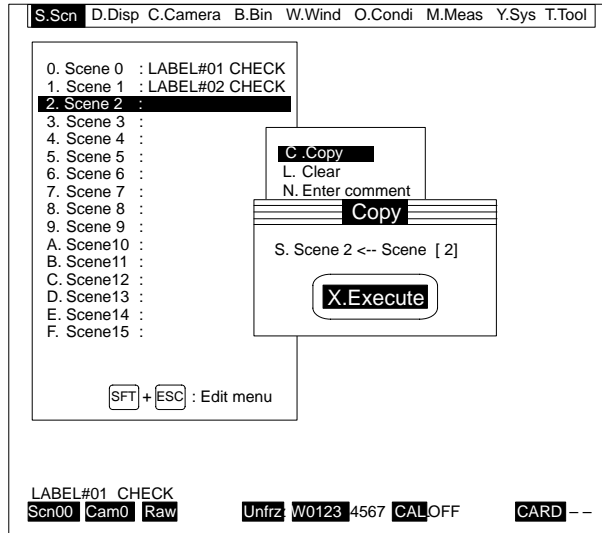 S.Scn D.Disp C.Camera B.Bin W.Wind O.Condi M.Meas Y.Sys T.Tool
0. Scene 0 : LABEL#01 CHECK
1. Scene 1 : LABEL#02 CHECK
2. Scene 2 :
3. Scene 3 :
4. Scene 4 :
5. Scene 5 :
6. Scene 6 :
7. Scene 7 :
8. Scene 8 :
9. Scene 9 :
A. Scene10 :
B. Scene11 :
C. Scene12 :
D. Scene13 :
E. Scene14 :
F. Scene15 :
C .Copy
L. Clear
N. Enter comment
Copy
S. Scene 2 <-- Scene [ 2]
X.Execute
SFT + ESC : Edit menu
LABEL#01 CHECK
Scn00 Cam0 Raw Unfrz: W0123 4567 CAL.OFF CARD – –